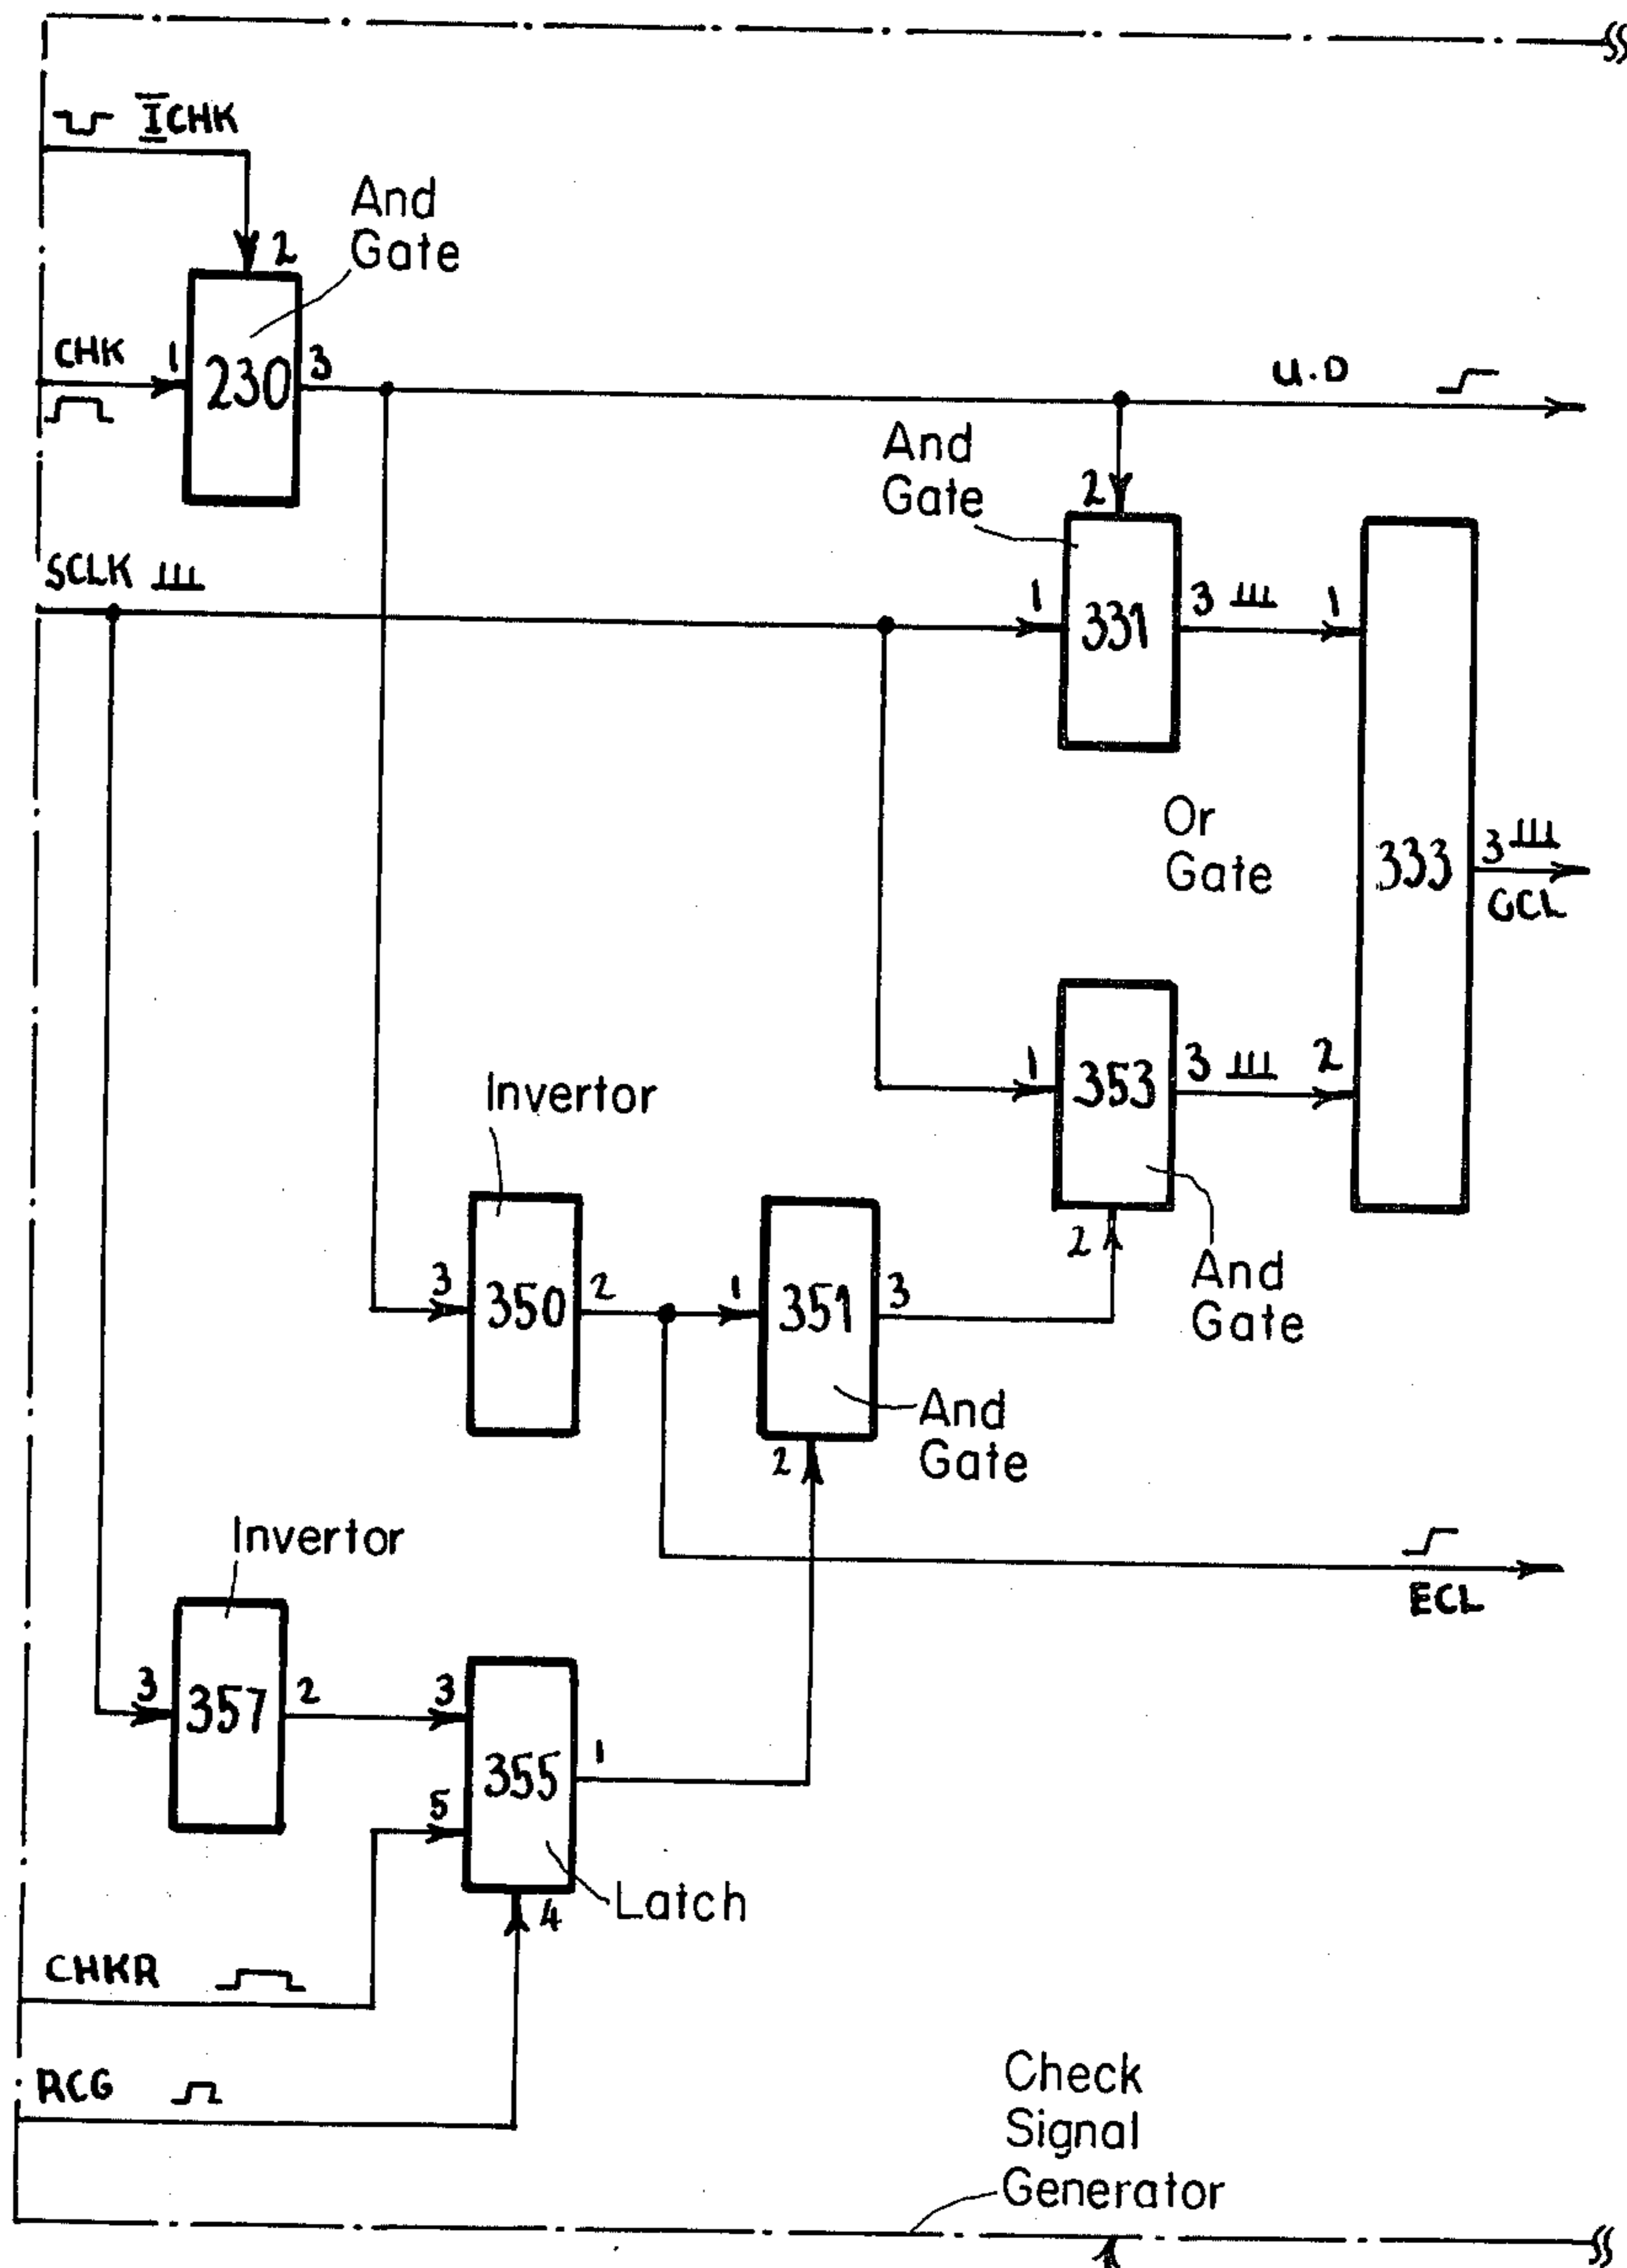 ICHK
And
Gate
2
CHK
1
230
3
U.D
And
Gate
2
SCLK
1
331
3
1
Or
Gate
333
3
GCL
1
353
3
2
Invertor
2
And
Gate
3
350
2
1
351
3
And
Gate
2
Invertor
ECL
3
357
2
3
355
1
5
Latch
4
CHKR
RCG
Check
Signal
Generator